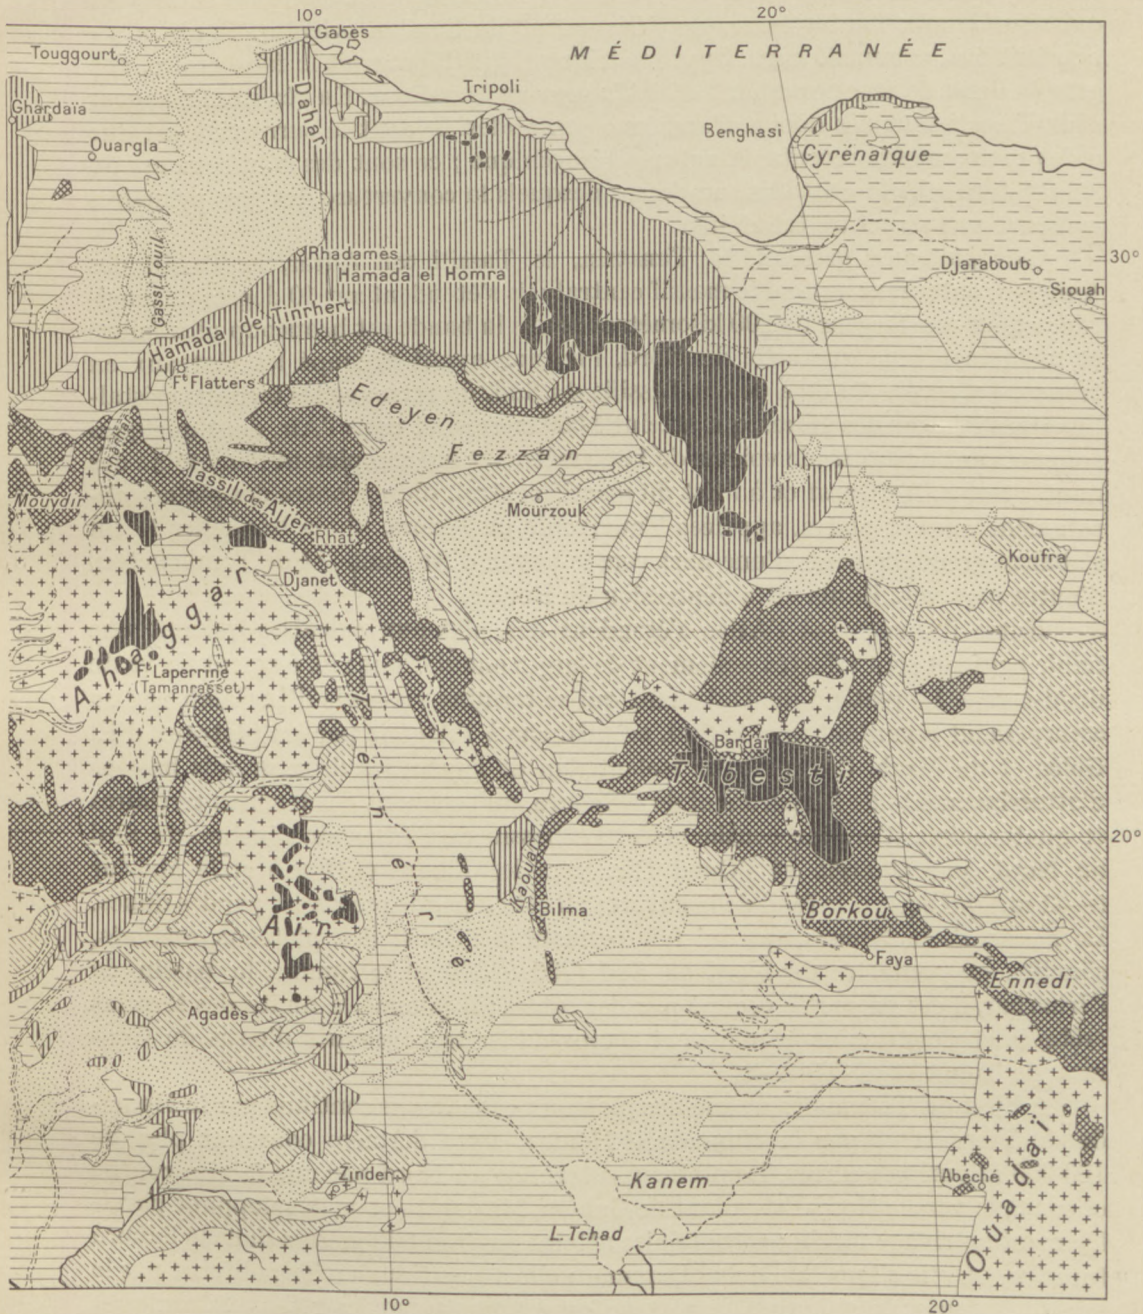 10°
20°
Gabès
MÉDITERRANÉE
Touggourt
Tripoli
Dahar
Ghardaïa
Benghasi
Ouargla
Cyrénaïque
Rhadames
30°
Djaraboub
Hamada el Homra
Siouah
Gassi Touil
Hamada de Tinrhert
Ft Flatters
Edeyen
Fezzan
Tassili des Ajjer
Mouydir
Mourzouk
Rhat
Koufra
Djanet
Ahaggar
Ft Laperrine
(Tamanrasset)
Bardaï
Tibesti
Ténéré
20°
Kaouar
Bilma
Borkou
Aïr
Faya
Ennedi
Agadès
Zinder
Kanem
Abéché
Ouadaï
L. Tchad
10°
20°